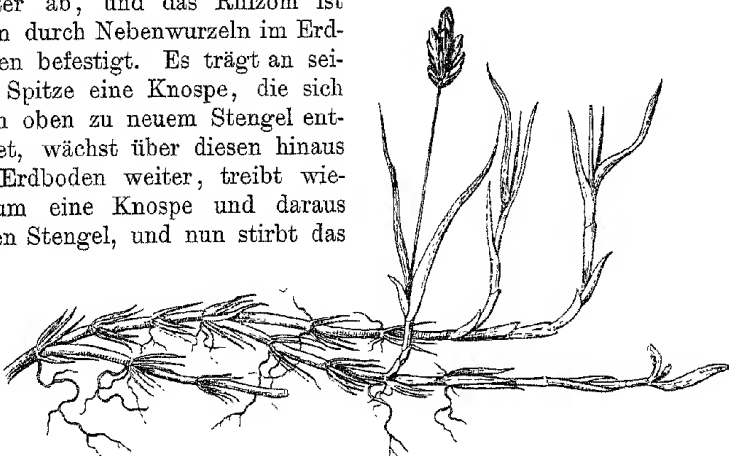 er ab, und das Rhizom ist
n durch Nebenwurzeln im Erd-
en befestigt. Es trägt an sei-
Spitze eine Knospe, die sich
h oben zu neuem Stengel ent-
et, wächst über diesen hinaus
Erdboden weiter, treibt wie-
um eine Knospe und daraus
en Stengel, und nun stirbt das